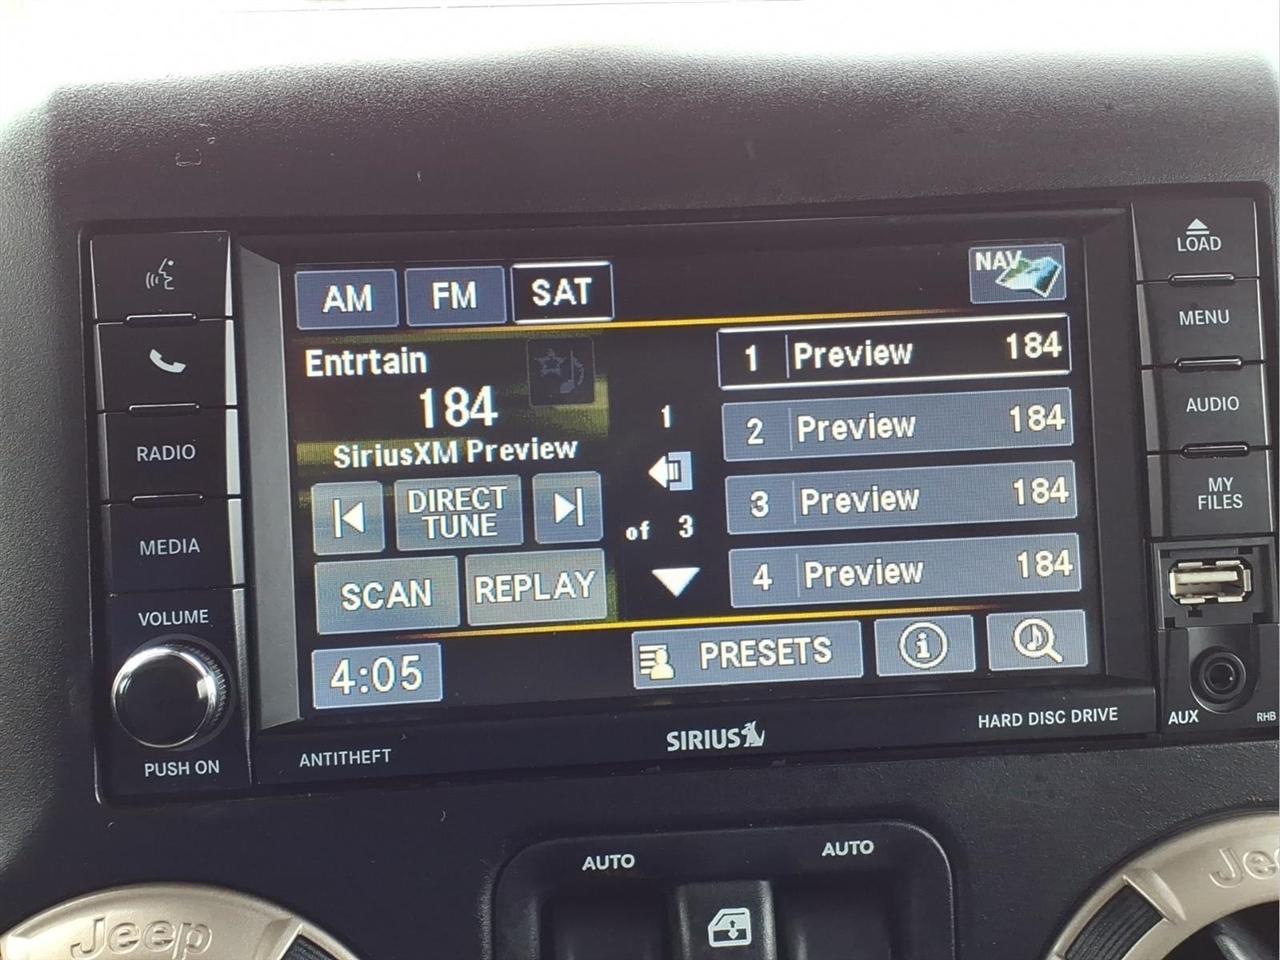 AM FM SAT NAV
Entrtain
184
SiriusXM Preview
DIRECT
TUNE
SCAN REPLAY
4:05
1
of 3
1 Preview 184
2 Preview 184
3 Preview 184
4 Preview 184
PRESETS
RADIO
MEDIA
VOLUME
PUSH ON
ANTITHEFT
SIRIUS
HARD DISC DRIVE
LOAD
MENU
AUDIO
MY
FILES
AUX RHB
AUTO AUTO
Jeep
Jeep